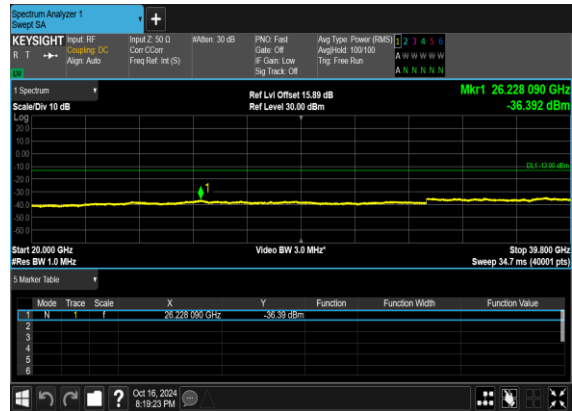 Spectrum Analyzer 1
Swept SA
+
KEYSIGHT Input: RF Input Z: 50 Ω #Atten: 30 dB PNO: Fast Avg Type: Power (RMS) 1 2 3 4 5 6
R T Coupling: DC Corr CCorr Gate: Off Avg|Hold: 100/100 A W W W W W
Align: Auto Freq Ref: Int (S) IF Gain: Low Trig: Free Run
LW Sig Track: Off A N N N N N
1 Spectrum Ref Lvl Offset 15.89 dB Mkr1 26.228 090 GHz
Scale/Div 10 dB Ref Level 30.00 dBm -36.392 dBm
Log
20.0
10.0
0.00
-10.0 DL1 -13.00 dBm
-20.0
-30.0 1
-40.0
-50.0
-60.0
Start 20.000 GHz Video BW 3.0 MHz* Stop 39.800 GHz
#Res BW 1.0 MHz Sweep 34.7 ms (40001 pts)
5 Marker Table
Mode Trace Scale X Y Function Function Width Function Value
1 N 1 f 26.228 090 GHz -36.39 dBm
2
3
4
5
6
? Oct 16, 2024
8:19:23 PM